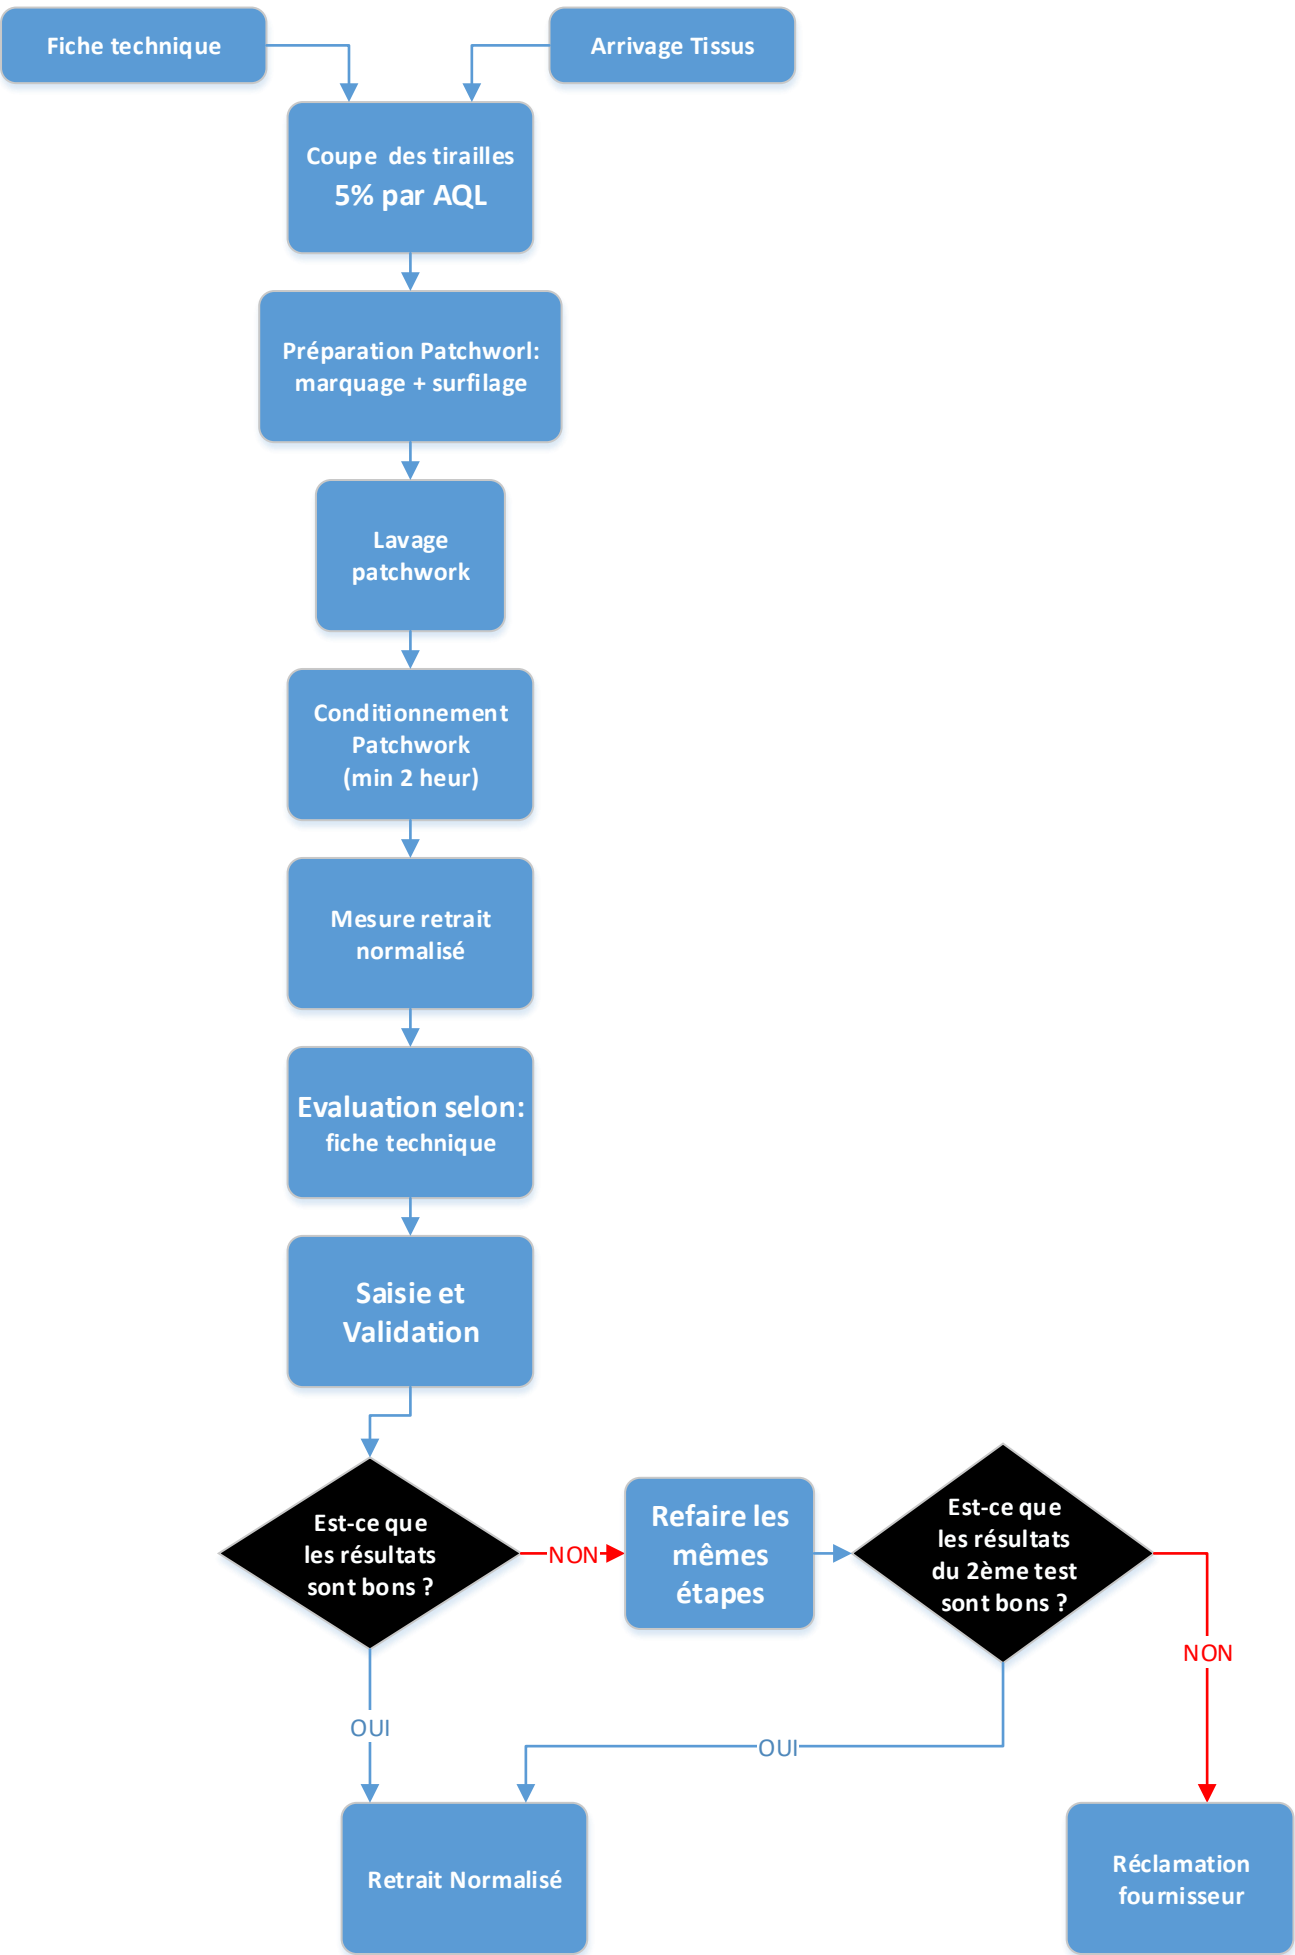 Fiche technique
Arrivage Tissus
Coupe des tirailles
5% par AQL
Préparation Patchworl:
marquage + surfilage
Lavage
patchwork
Conditionnement
Patchwork
(min 2 heur)
Mesure retrait
normalisé
Evaluation selon:
fiche technique
Saisie et
Validation
Est-ce que
les résultats
sont bons ?
NON
Refaire les
mêmes
étapes
Est-ce que
les résultats
du 2ème test
sont bons ?
NON
OUI
OUI
Retrait Normalisé
Réclamation
fournisseur